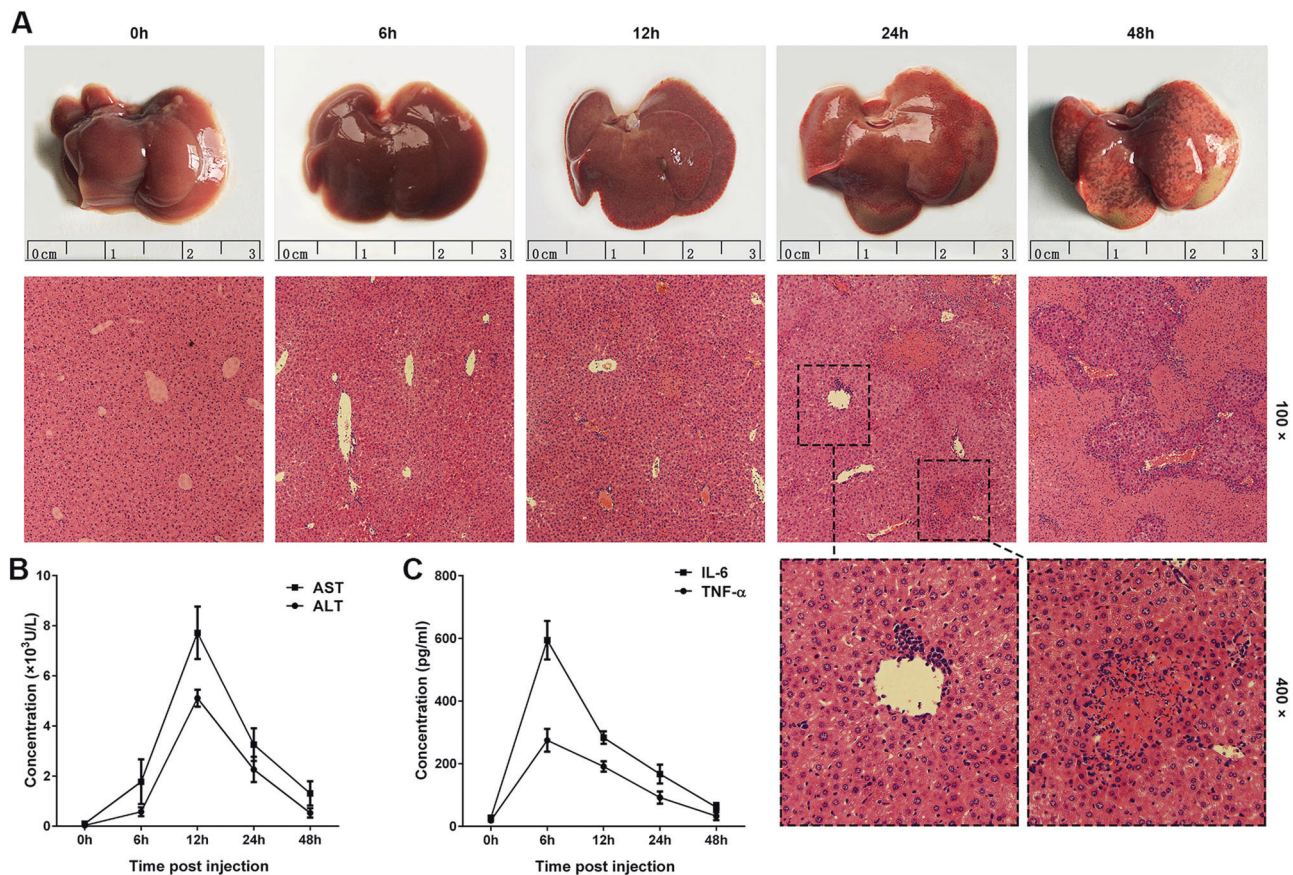 A
0h 6h 12h 24h 48h
0cm 1 2 3 0cm 1 2 3 0cm 1 2 3 0cm 1 2 3 0cm 1 2 3
100 ×
B
10
8
6
4
2
0
Concentration (×10³U/L)
AST
ALT
0h 6h 12h 24h 48h
Time post injection
C
800
600
400
200
0
Concentration (pg/ml)
IL-6
TNF-α
0h 6h 12h 24h 48h
Time post injection
400 ×